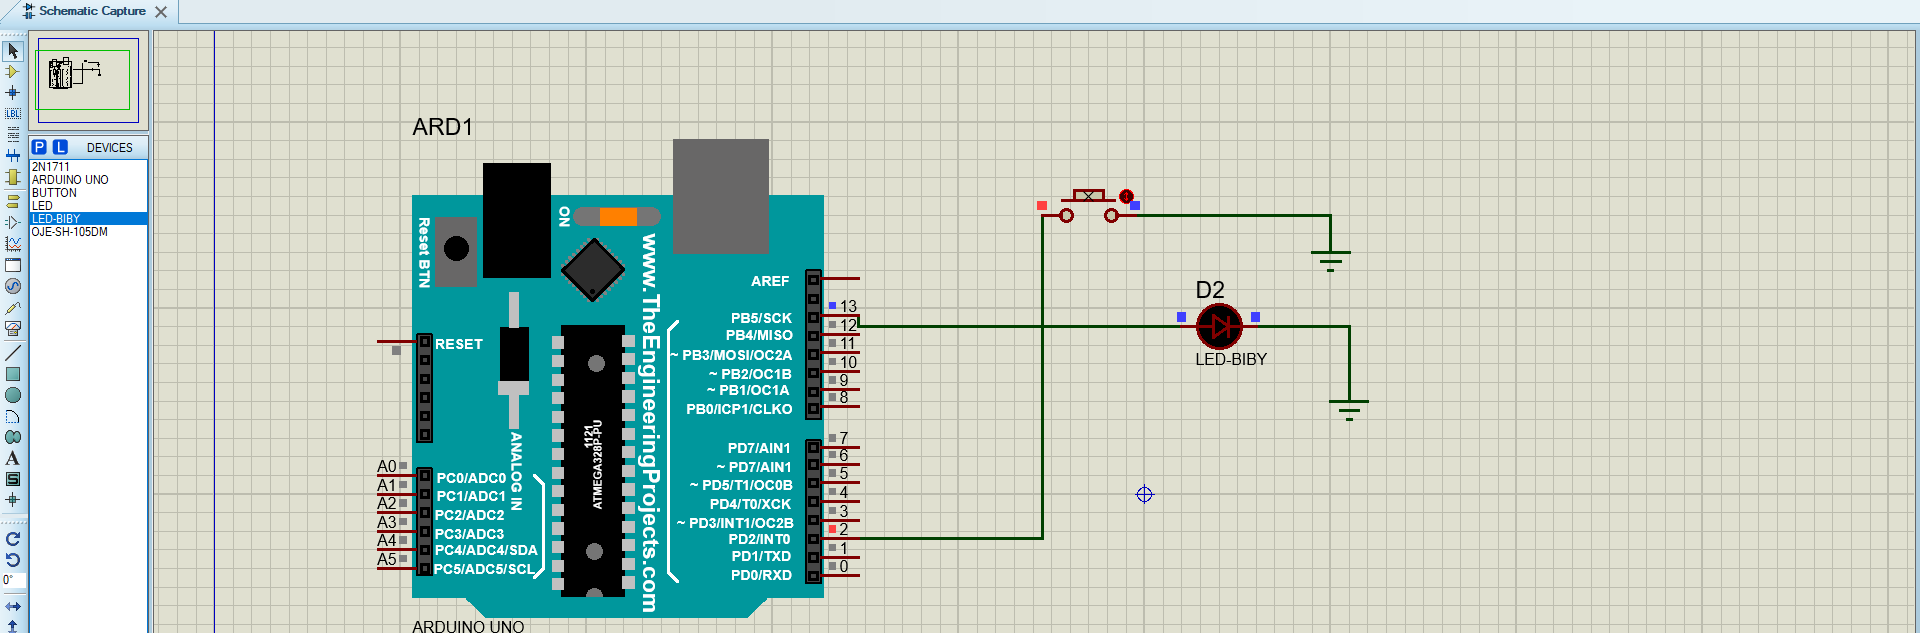 Schematic Capture
P L DEVICES
2N1711
ARDUINO UNO
BUTTON
LED
LED-BIBY
OJE-SH-105DM
LBL
A
S
0°
ARD1
Reset BTN
ON
www.TheEngineeringProjects.com
1121
ATMEGA328P-PU
ANALOG IN
RESET
A0 PC0/ADC0
A1 PC1/ADC1
A2 PC2/ADC2
A3 PC3/ADC3
A4 PC4/ADC4/SDA
A5 PC5/ADC5/SCL
AREF
PB5/SCK 13
PB4/MISO 12
~ PB3/MOSI/OC2A 11
~ PB2/OC1B 10
~ PB1/OC1A 9
PB0/ICP1/CLKO 8
PD7/AIN1 7
~ PD7/AIN1 6
~ PD5/T1/OC0B 5
PD4/T0/XCK 4
~ PD3/INT1/OC2B 3
PD2/INT0 2
PD1/TXD 1
PD0/RXD 0
ARDUINO UNO
D2
LED-BIBY